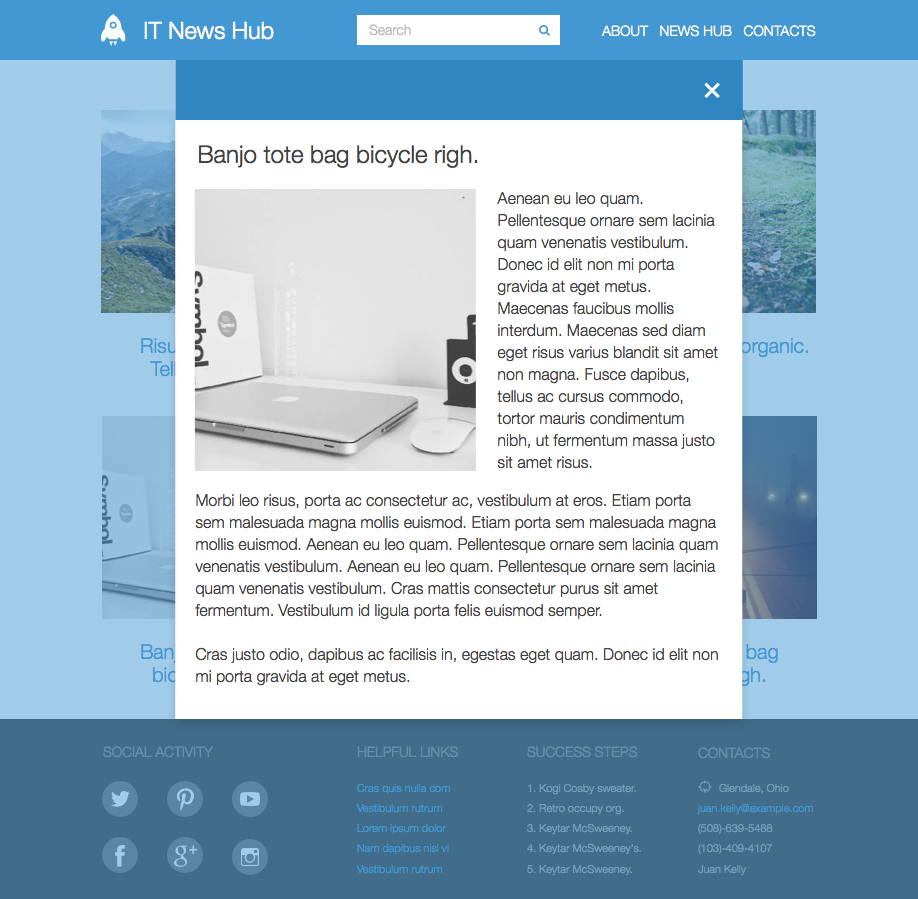 IT News Hub
Search
ABOUT NEWS HUB CONTACTS
Banjo tote bag bicycle righ.
Symbol
Aenean eu leo quam.
Pellentesque ornare sem lacinia
quam venenatis vestibulum.
Donec id elit non mi porta
gravida at eget metus.
Maecenas faucibus mollis
interdum. Maecenas sed diam
eget risus varius blandit sit amet
non magna. Fusce dapibus,
tellus ac cursus commodo,
tortor mauris condimentum
nibh, ut fermentum massa justo
sit amet risus.
Morbi leo risus, porta ac consectetur ac, vestibulum at eros. Etiam porta
sem malesuada magna mollis euismod. Etiam porta sem malesuada magna
mollis euismod. Aenean eu leo quam. Pellentesque ornare sem lacinia quam
venenatis vestibulum. Aenean eu leo quam. Pellentesque ornare sem lacinia
quam venenatis vestibulum. Cras mattis consectetur purus sit amet
fermentum. Vestibulum id ligula porta felis euismod semper.
Cras justo odio, dapibus ac facilisis in, egestas eget quam. Donec id elit non
mi porta gravida at eget metus.
Risu
Tell
organic.
Banj
bic
bag
gh.
SOCIAL ACTIVITY
HELPFUL LINKS
Cras quis nulla com
Vestibulum rutrum
Lorem ipsum dolor
Nam dapibus nisl vi
Vestibulum rutrum
SUCCESS STEPS
1. Kogi Cosby sweater.
2. Retro occupy org.
3. Keytar McSweeney.
4. Keytar McSweeney's.
5. Keytar McSweeney.
CONTACTS
Glendale, Ohio
juan.kelly@example.com
(508)-639-5488
(103)-409-4107
Juan Kelly